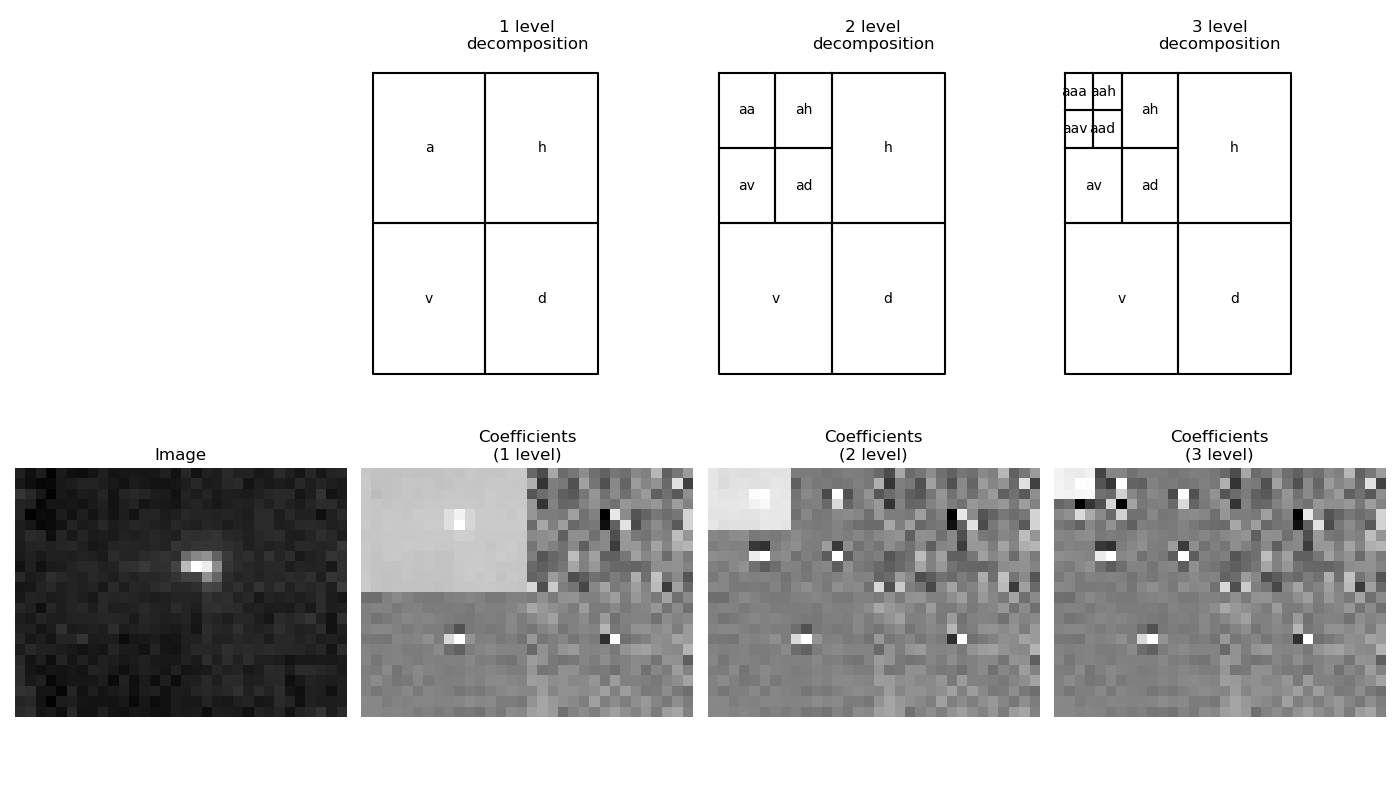 1 level
decomposition
2 level
decomposition
3 level
decomposition
a
h
v
d
aa
ah
av
ad
h
v
d
aaa
aah
aav
aad
ah
av
ad
h
v
d
Image
Coefficients
(1 level)
Coefficients
(2 level)
Coefficients
(3 level)